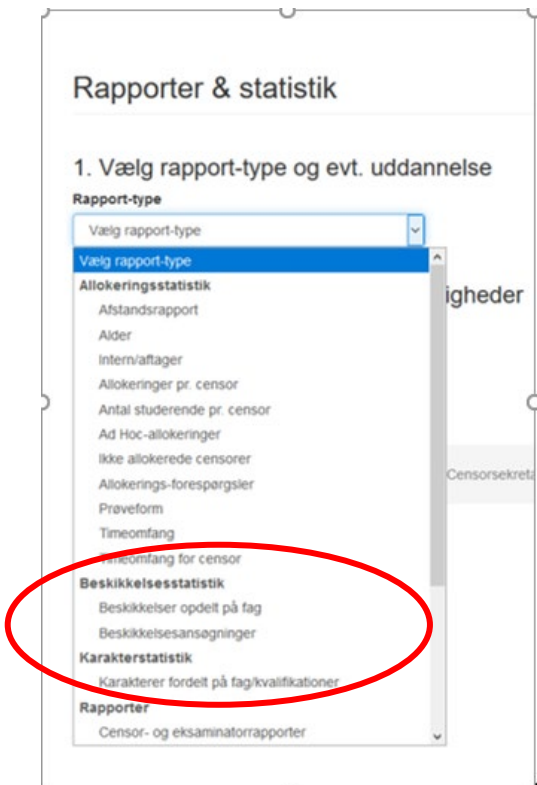 Rapporter & statistik
1. Vælg rapport-type og evt. uddannelse
Rapport-type
Vælg rapport-type
Vælg rapport-type
Allokeringsstatistik
igheder
Afstandsrapport
Alder
Intern/aftager
Allokeringer pr. censor
Antal studerende pr. censor
Ad Hoc-allokeringer
Ikke allokerede censorer
Censorsekreta
Allokerings-forespørgsler
Prøveform
Timeomfang
Timeomfang for censor
Beskikkelsesstatistik
Beskikkelser opdelt på fag
Beskikkelsesansøgninger
Karakterstatistik
Karakterer fordelt på fag/kvalifikationer
Rapporter
Censor- og eksaminatorrapporter